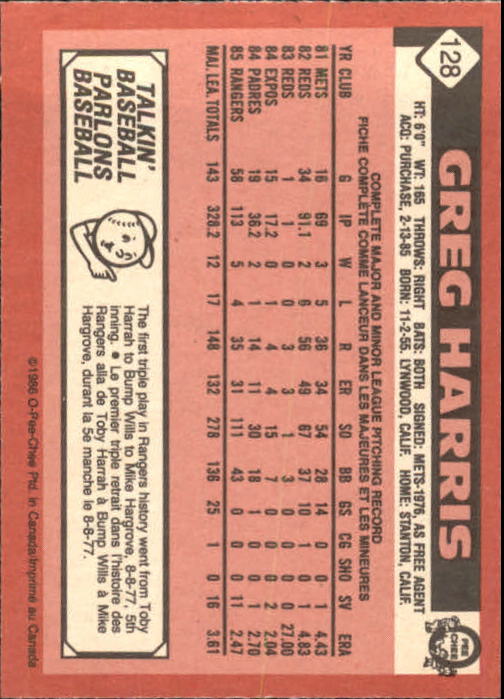 128
GREG HARRIS
O-PEE-CHEE
HT: 6'0" WT: 165 THROWS: RIGHT BATS: BOTH SIGNED: METS-1976, AS FREE AGENT
ACQ: PURCHASE, 2-13-85 BORN: 11-2-55, LYNWOOD, CALIF. HOME: STANTON, CALIF.
COMPLETE MAJOR AND MINOR LEAGUE PITCHING RECORD
FICHE COMPLÈTE COMME LANCEUR DANS LES MAJEURES ET LES MINEURES
YR CLUB G IP W L R ER SO BB GS CG SHO SV ERA
81 METS 16 69 3 5 36 34 54 28 14 0 0 1 4.43
82 REDS 34 91.1 2 6 56 49 67 37 10 1 0 1 4.83
83 REDS 1 1 0 0 3 3 1 3 0 0 0 0 27.00
84 EXPOS 15 17.2 0 1 4 4 15 7 0 0 0 2 2.04
84 PADRES 19 36.2 2 1 14 11 30 18 1 0 0 1 2.70
85 RANGERS 58 113 5 4 35 31 111 43 0 0 0 11 2.47
MAJ. LEA. TOTALS 143 328.2 12 17 148 132 278 136 25 1 0 16 3.61
TALKIN'
BASEBALL
PARLONS
BASEBALL
The first triple play in Rangers history went from Toby
Harrah to Bump Wills to Mike Hargrove, 8-8-77, 5th
inning. • Le premier triple retrait dans l'histoire des
Rangers alla de Toby Harrah à Bump Wills à Mike
Hargrove, durant la 5e manche le 8-8-77.
©1986 O-Pee-Chee Ptd. in Canada/Imprimé au Canada